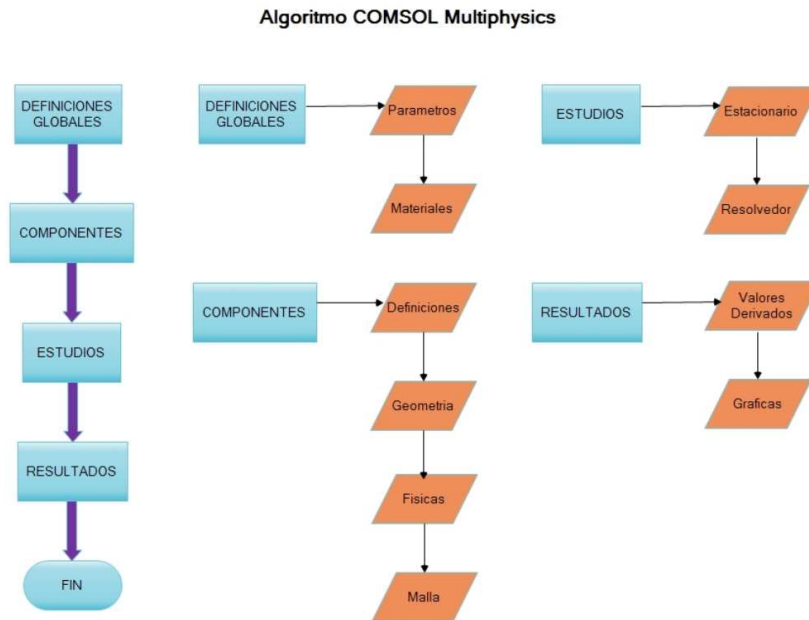 Algoritmo COMSOL Multiphysics
DEFINICIONES
GLOBALES
COMPONENTES
ESTUDIOS
RESULTADOS
FIN
DEFINICIONES
GLOBALES
Parametros
Materiales
COMPONENTES
Definiciones
Geometria
Fisicas
Malla
ESTUDIOS
Estacionario
Resolvedor
RESULTADOS
Valores
Derivados
Graficas